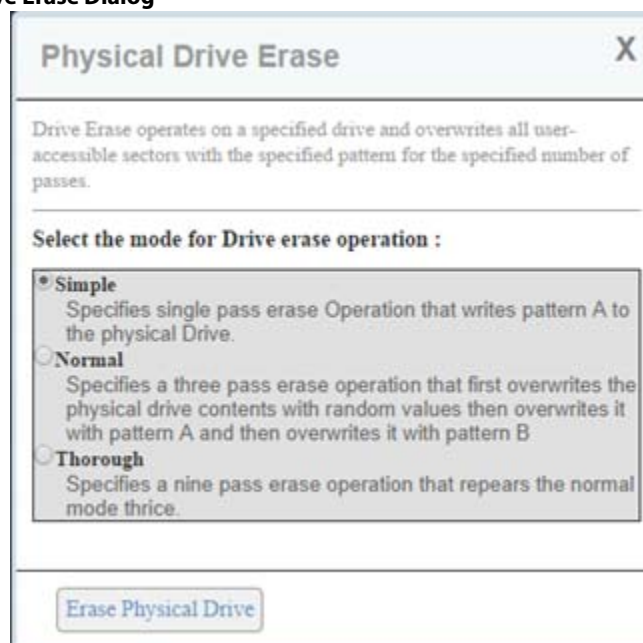 e Erase Dialog
Physical Drive Erase
X
Drive Erase operates on a specified drive and overwrites all user-
accessible sectors with the specified pattern for the specified number of
passes.
Select the mode for Drive erase operation :
Simple
Specifies single pass erase Operation that writes pattern A to
the physical Drive.
Normal
Specifies a three pass erase operation that first overwrites the
physical drive contents with random values then overwrites it
with pattern A and then overwrites it with pattern B
Thorough
Specifies a nine pass erase operation that repears the normal
mode thrice.
Erase Physical Drive